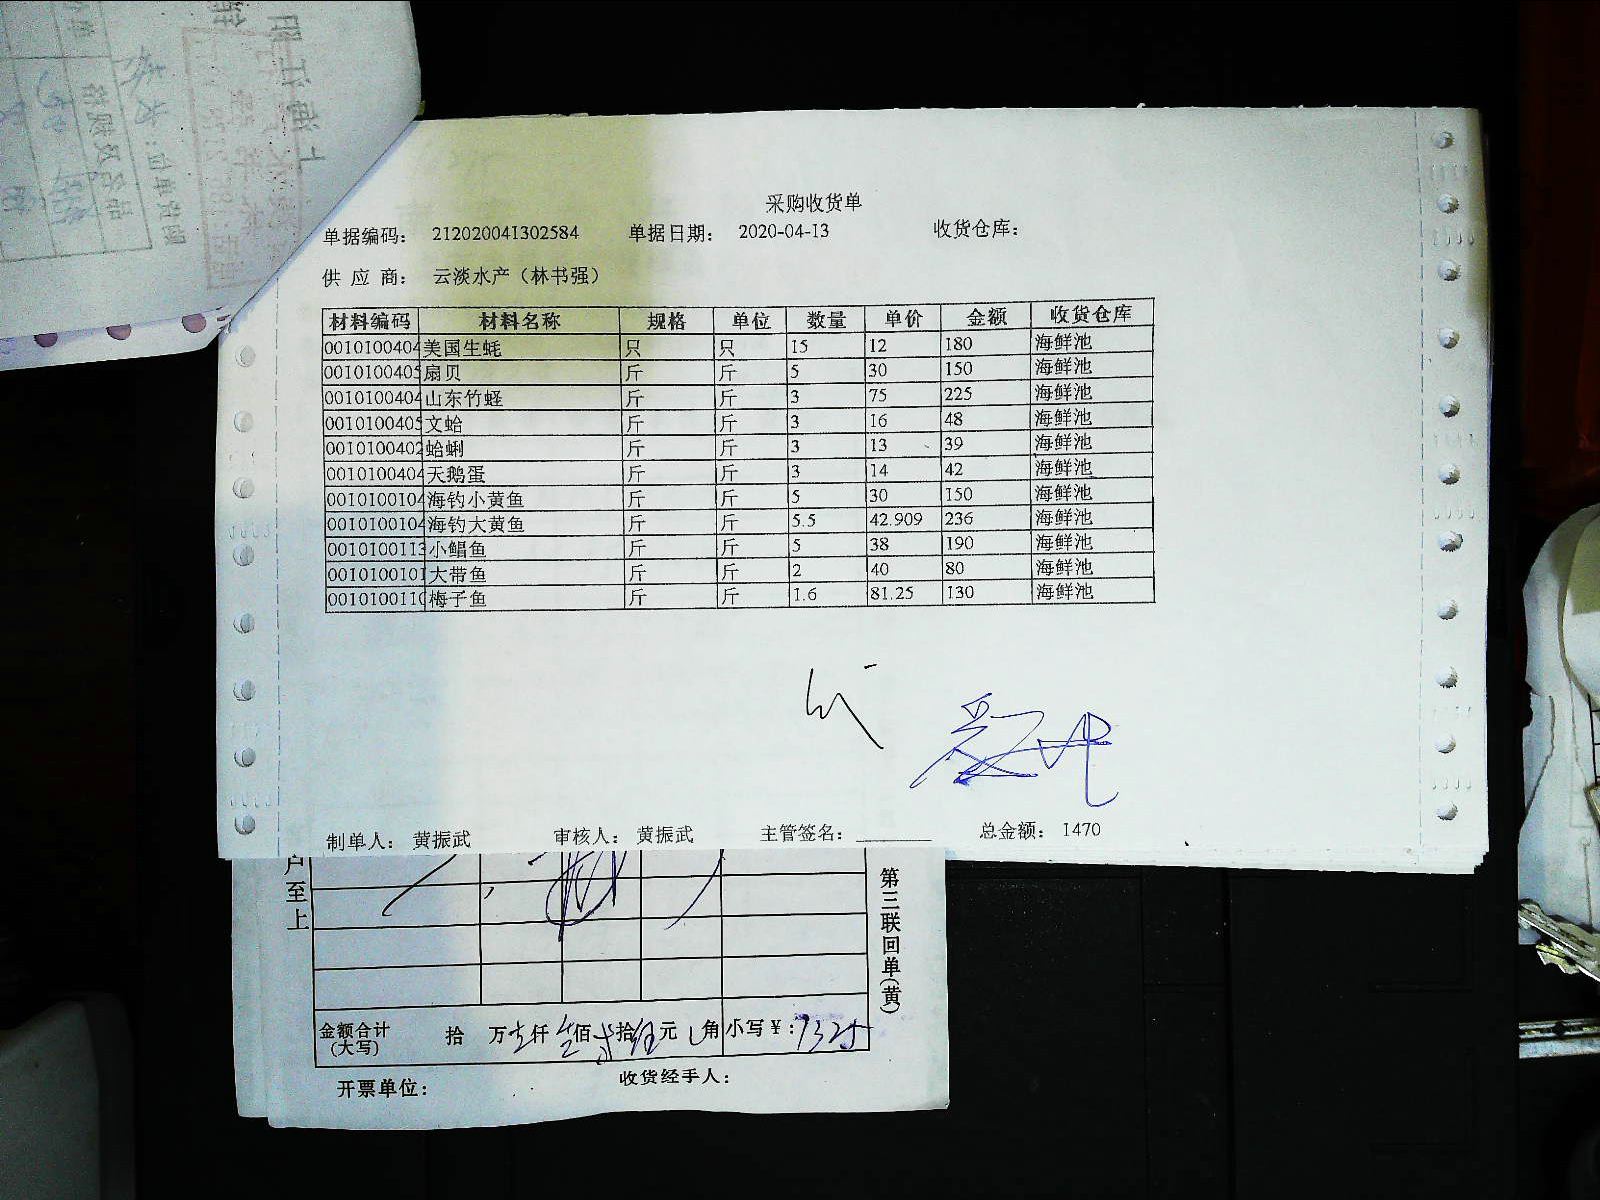 采购收货单
单据编码： 212020041302584 单据日期： 2020-04-13 收货仓库：
供 应 商： 云淡水产（林书强）
材料编码 材料名称 规格 单位 数量 单价 金额 收货仓库
0010100404 美国生蚝 只 只 15 12 180 海鲜池
0010100405 扇贝 斤 斤 5 30 150 海鲜池
0010100404 山东竹蛏 斤 斤 3 75 225 海鲜池
0010100405 文蛤 斤 斤 3 16 48 海鲜池
0010100402 蛤蜊 斤 斤 3 13 39 海鲜池
0010100404 天鹅蛋 斤 斤 3 14 42 海鲜池
0010100104 海钓小黄鱼 斤 斤 5 30 150 海鲜池
0010100104 海钓大黄鱼 斤 斤 5.5 42.909 236 海鲜池
0010100113 小鲳鱼 斤 斤 5 38 190 海鲜池
0010100101 大带鱼 斤 斤 2 40 80 海鲜池
0010100110 梅子鱼 斤 斤 1.6 81.25 130 海鲜池
制单人： 黄振武 审核人： 黄振武 主管签名： 总金额： 1470
户至上
第三联回单(黄)
金额合计 拾 万 仟 佰 拾 元 角 小写￥: 7325
(大写)
开票单位: 收货经手人: